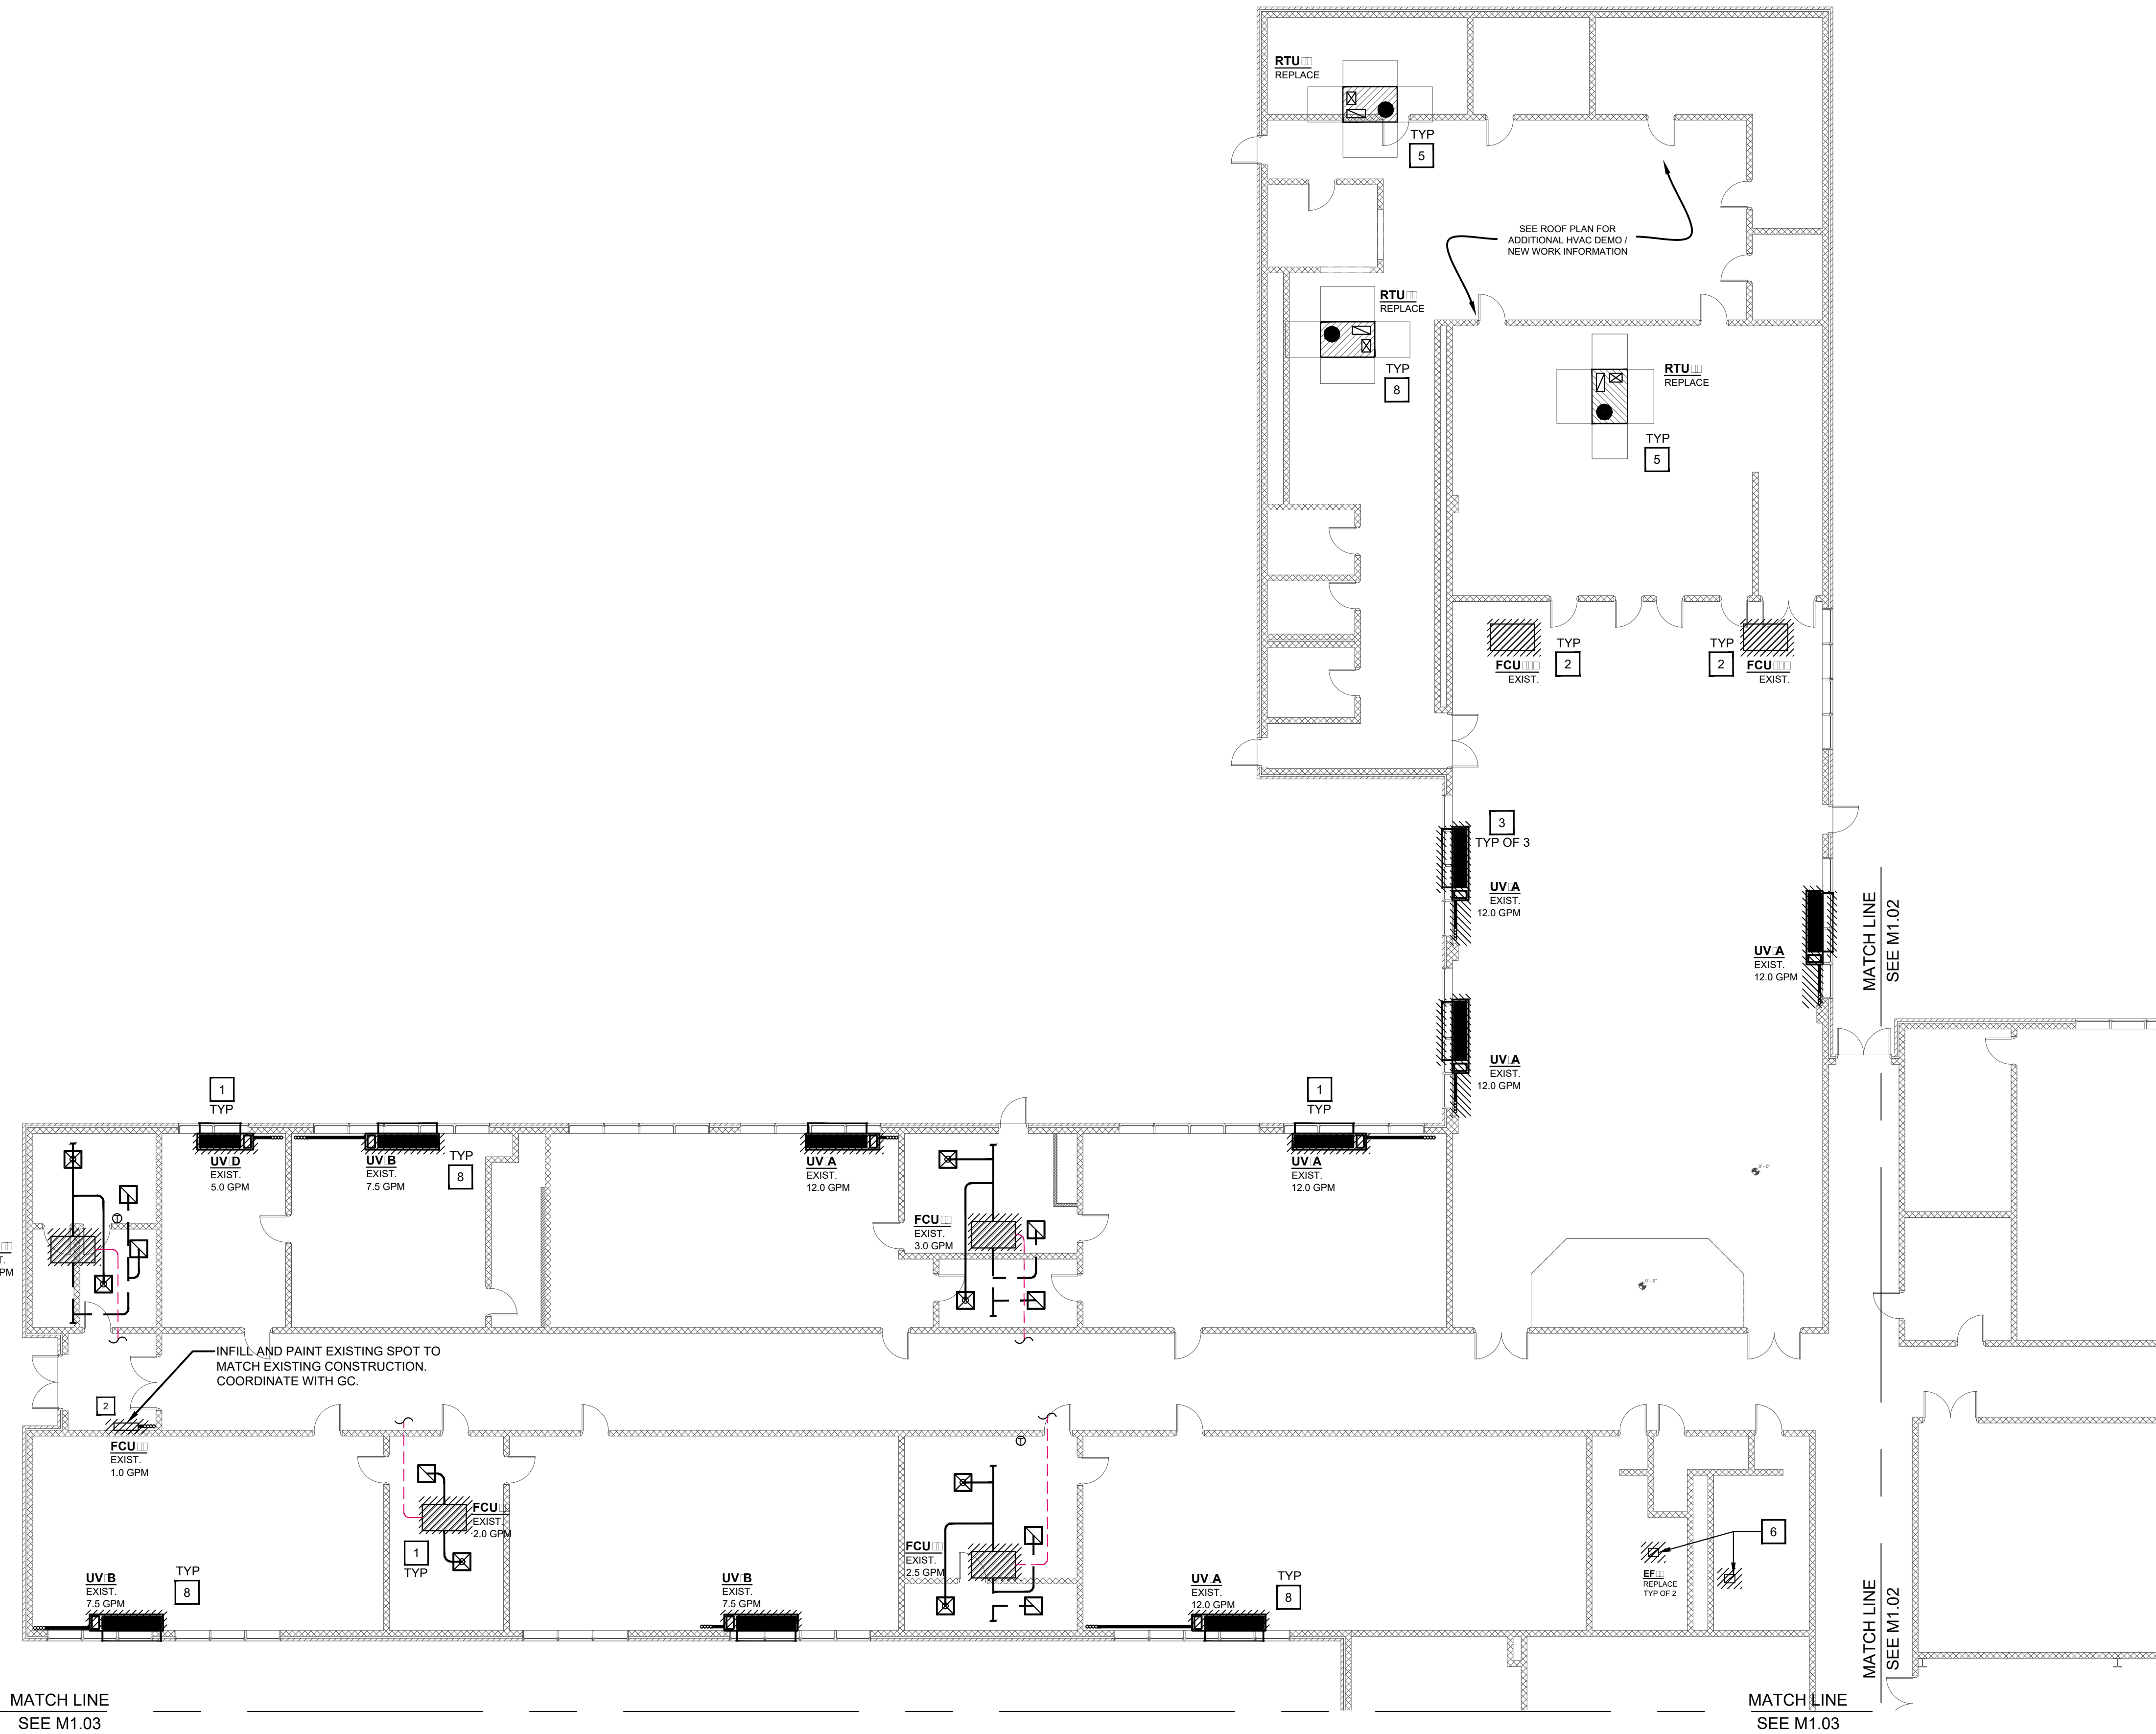 RTU
REPLACE
TYP
5
SEE ROOF PLAN FOR
ADDITIONAL HVAC DEMO /
NEW WORK INFORMATION
RTU
REPLACE
TYP
8
RTU
REPLACE
TYP
5
FCU
EXIST.
TYP
2
TYP
2
FCU
EXIST.
3
TYP OF 3
UV A
EXIST.
12.0 GPM
UV A
EXIST.
12.0 GPM
MATCH LINE
SEE M1.02
UV A
EXIST.
12.0 GPM
1
TYP
1
TYP
UV D
EXIST.
5.0 GPM
UV B
EXIST.
7.5 GPM
TYP
8
UV A
EXIST.
12.0 GPM
UV A
EXIST.
12.0 GPM
0' - 0"
T
FCU
EXIST.
3.0 GPM
T.
PM
INFILL AND PAINT EXISTING SPOT TO
MATCH EXISTING CONSTRUCTION.
COORDINATE WITH GC.
2
FCU
EXIST.
1.0 GPM
T
FCU
EXIST.
2.0 GPM
1
TYP
FCU
EXIST.
2.5 GPM
6
EF
REPLACE
TYP OF 2
UV B
EXIST.
7.5 GPM
TYP
8
UV B
EXIST.
7.5 GPM
UV A
EXIST.
12.0 GPM
TYP
8
MATCH LINE
SEE M1.02
MATCH LINE
SEE M1.03
MATCH LINE
SEE M1.03